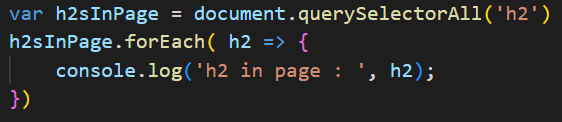 var h2sInPage = document.querySelectorAll('h2')
h2sInPage.forEach( h2 => {
    console.log('h2 in page : ', h2);
})